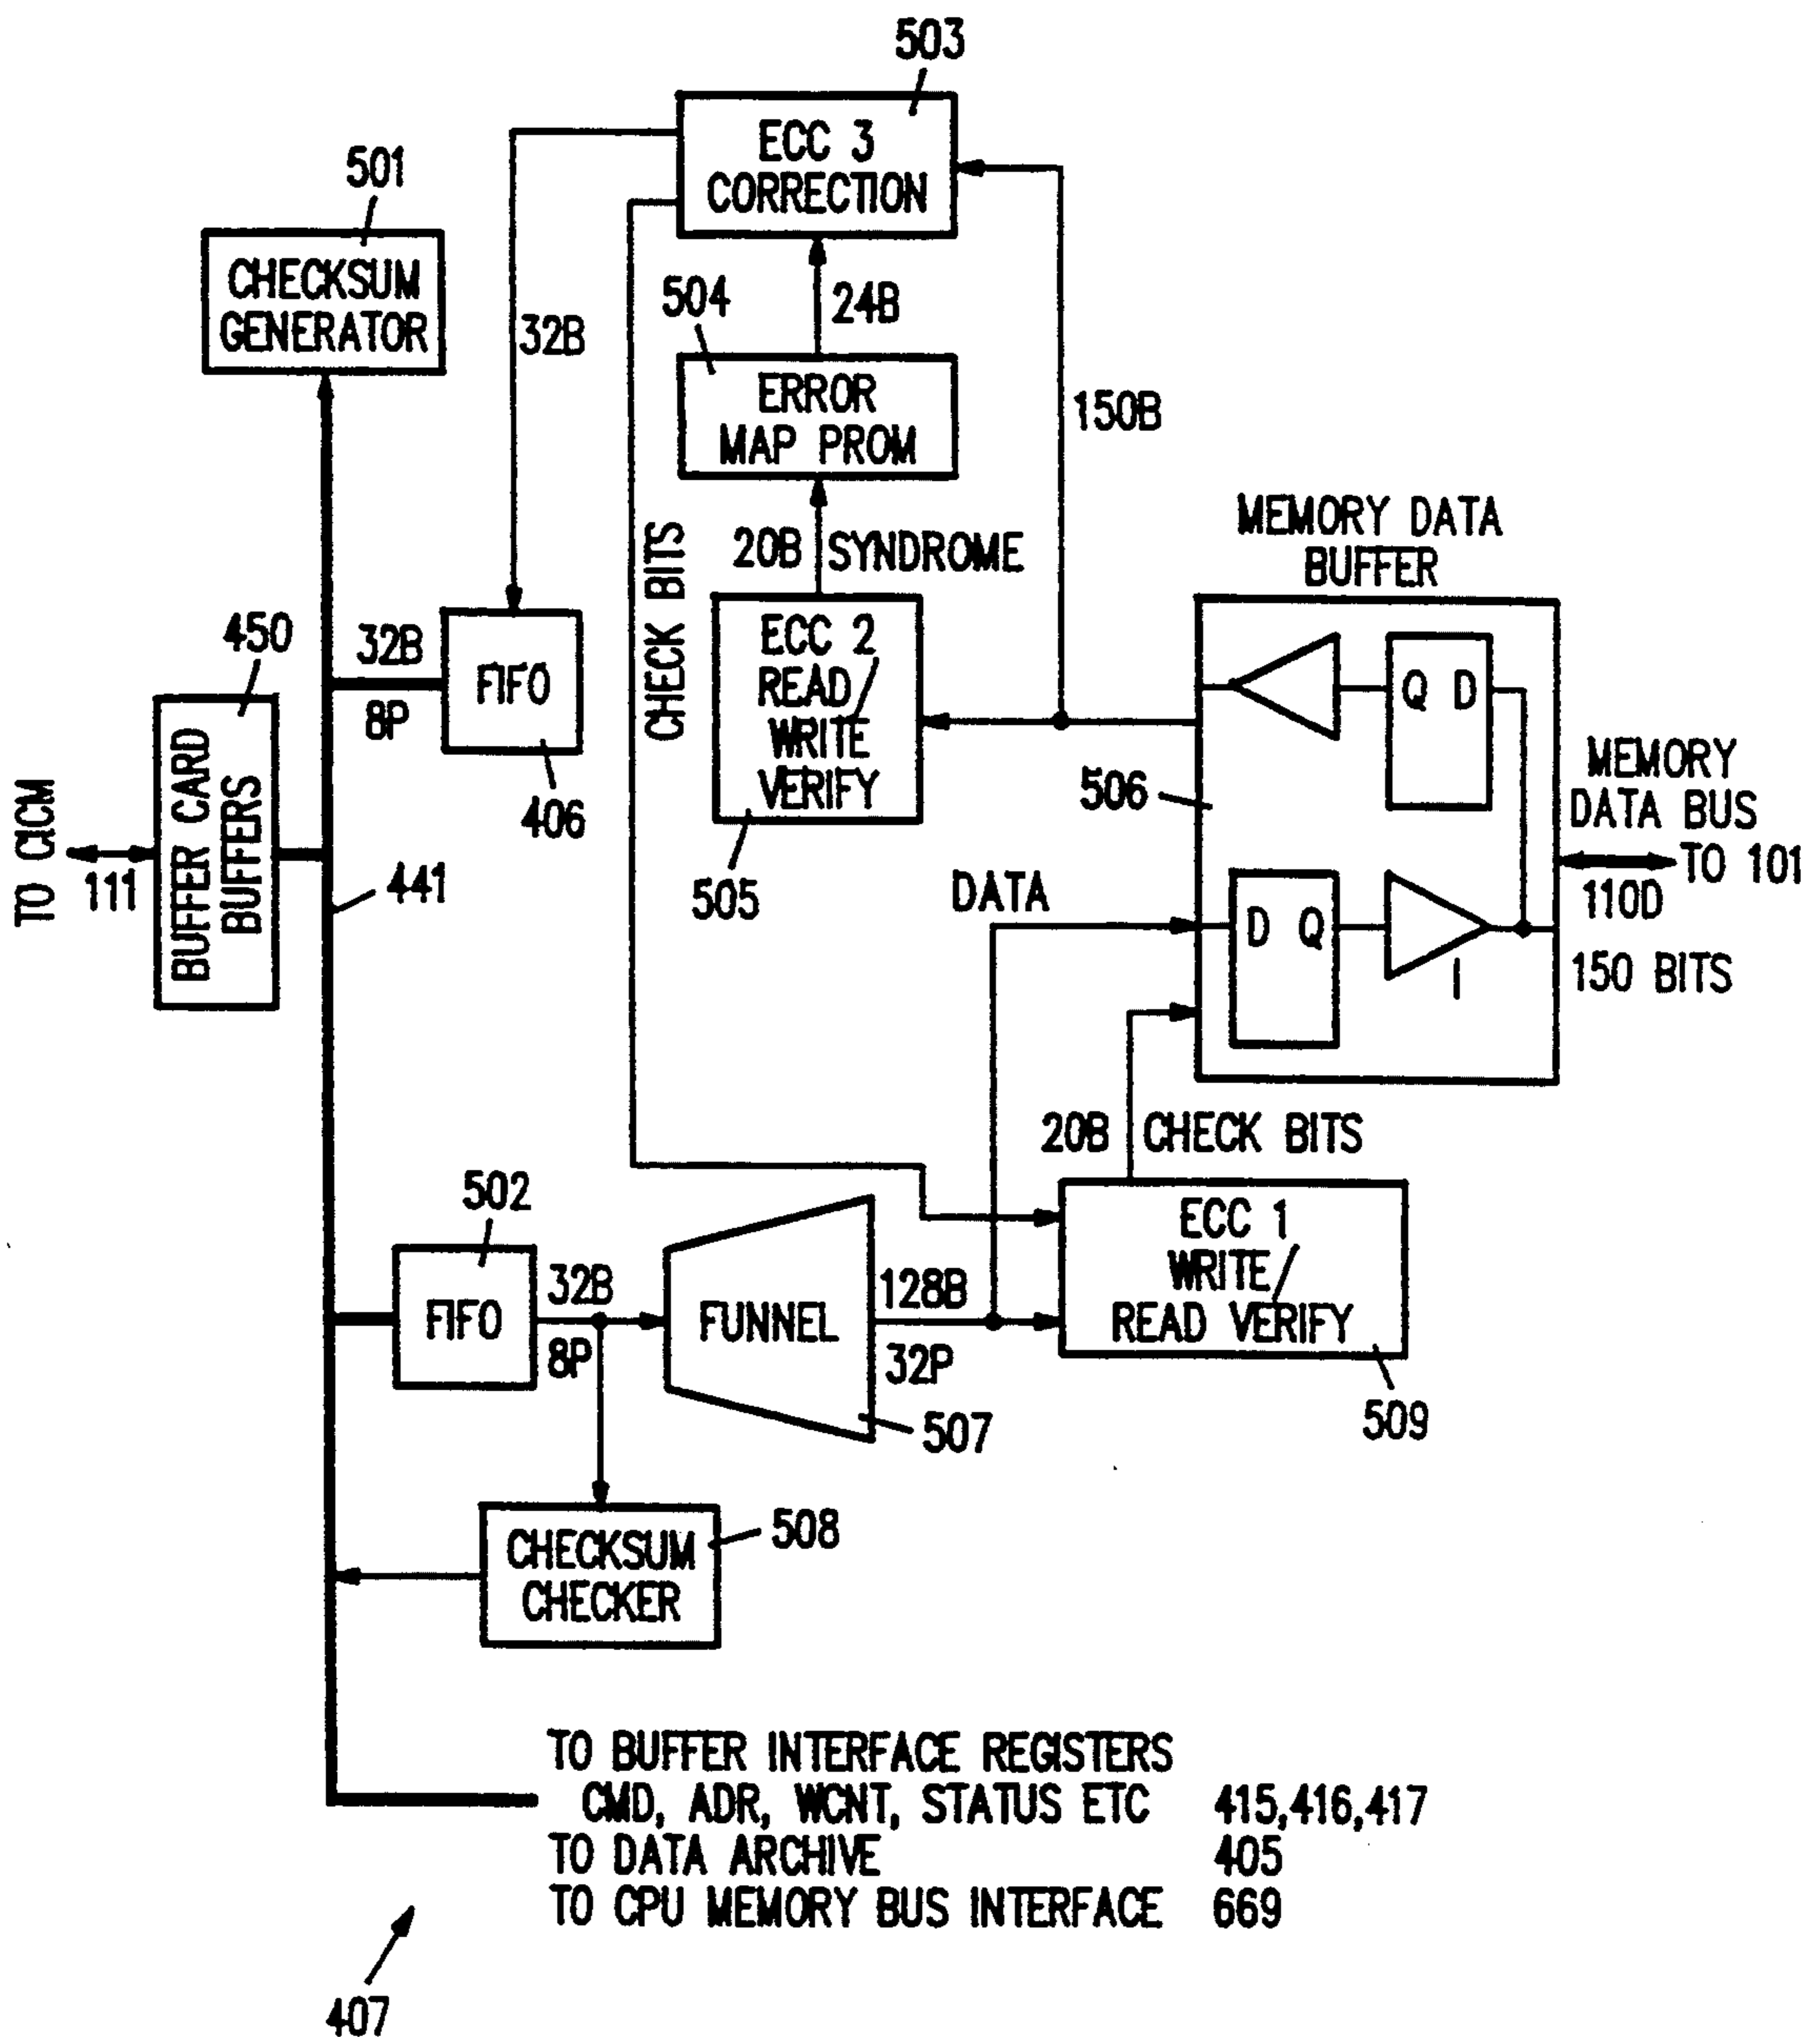 503
ECC 3
CORRECTION
501
CHECKSUM
GENERATOR
504
24B
32B
ERROR
MAP PROM
150B
CHECK BITS
20B SYNDROME
MEMORY DATA
BUFFER
450
32B
8P
FIFO
406
ECC 2
READ
WRITE
VERIFY
505
Q D
506
MEMORY
DATA BUS
TO 101
110D
150 BITS
TO CICM
111
BUFFER CARD
BUFFERS
441
DATA
D Q
20B CHECK BITS
502
FIFO
32B
8P
FUNNEL
507
128B
32P
ECC 1
WRITE
READ VERIFY
509
CHECKSUM
CHECKER
508
TO BUFFER INTERFACE REGISTERS
CMD, ADR, WCNT, STATUS ETC 415,416,417
TO DATA ARCHIVE 405
TO CPU MEMORY BUS INTERFACE 669
407